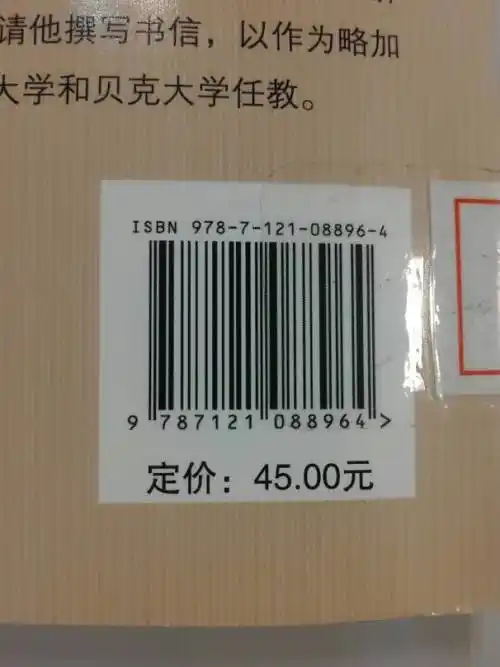 请他撰写书信，以作为略加
大学和贝克大学任教。
ISBN 978-7-121-08896-4
9 787121 088964 >
定价：45.00元